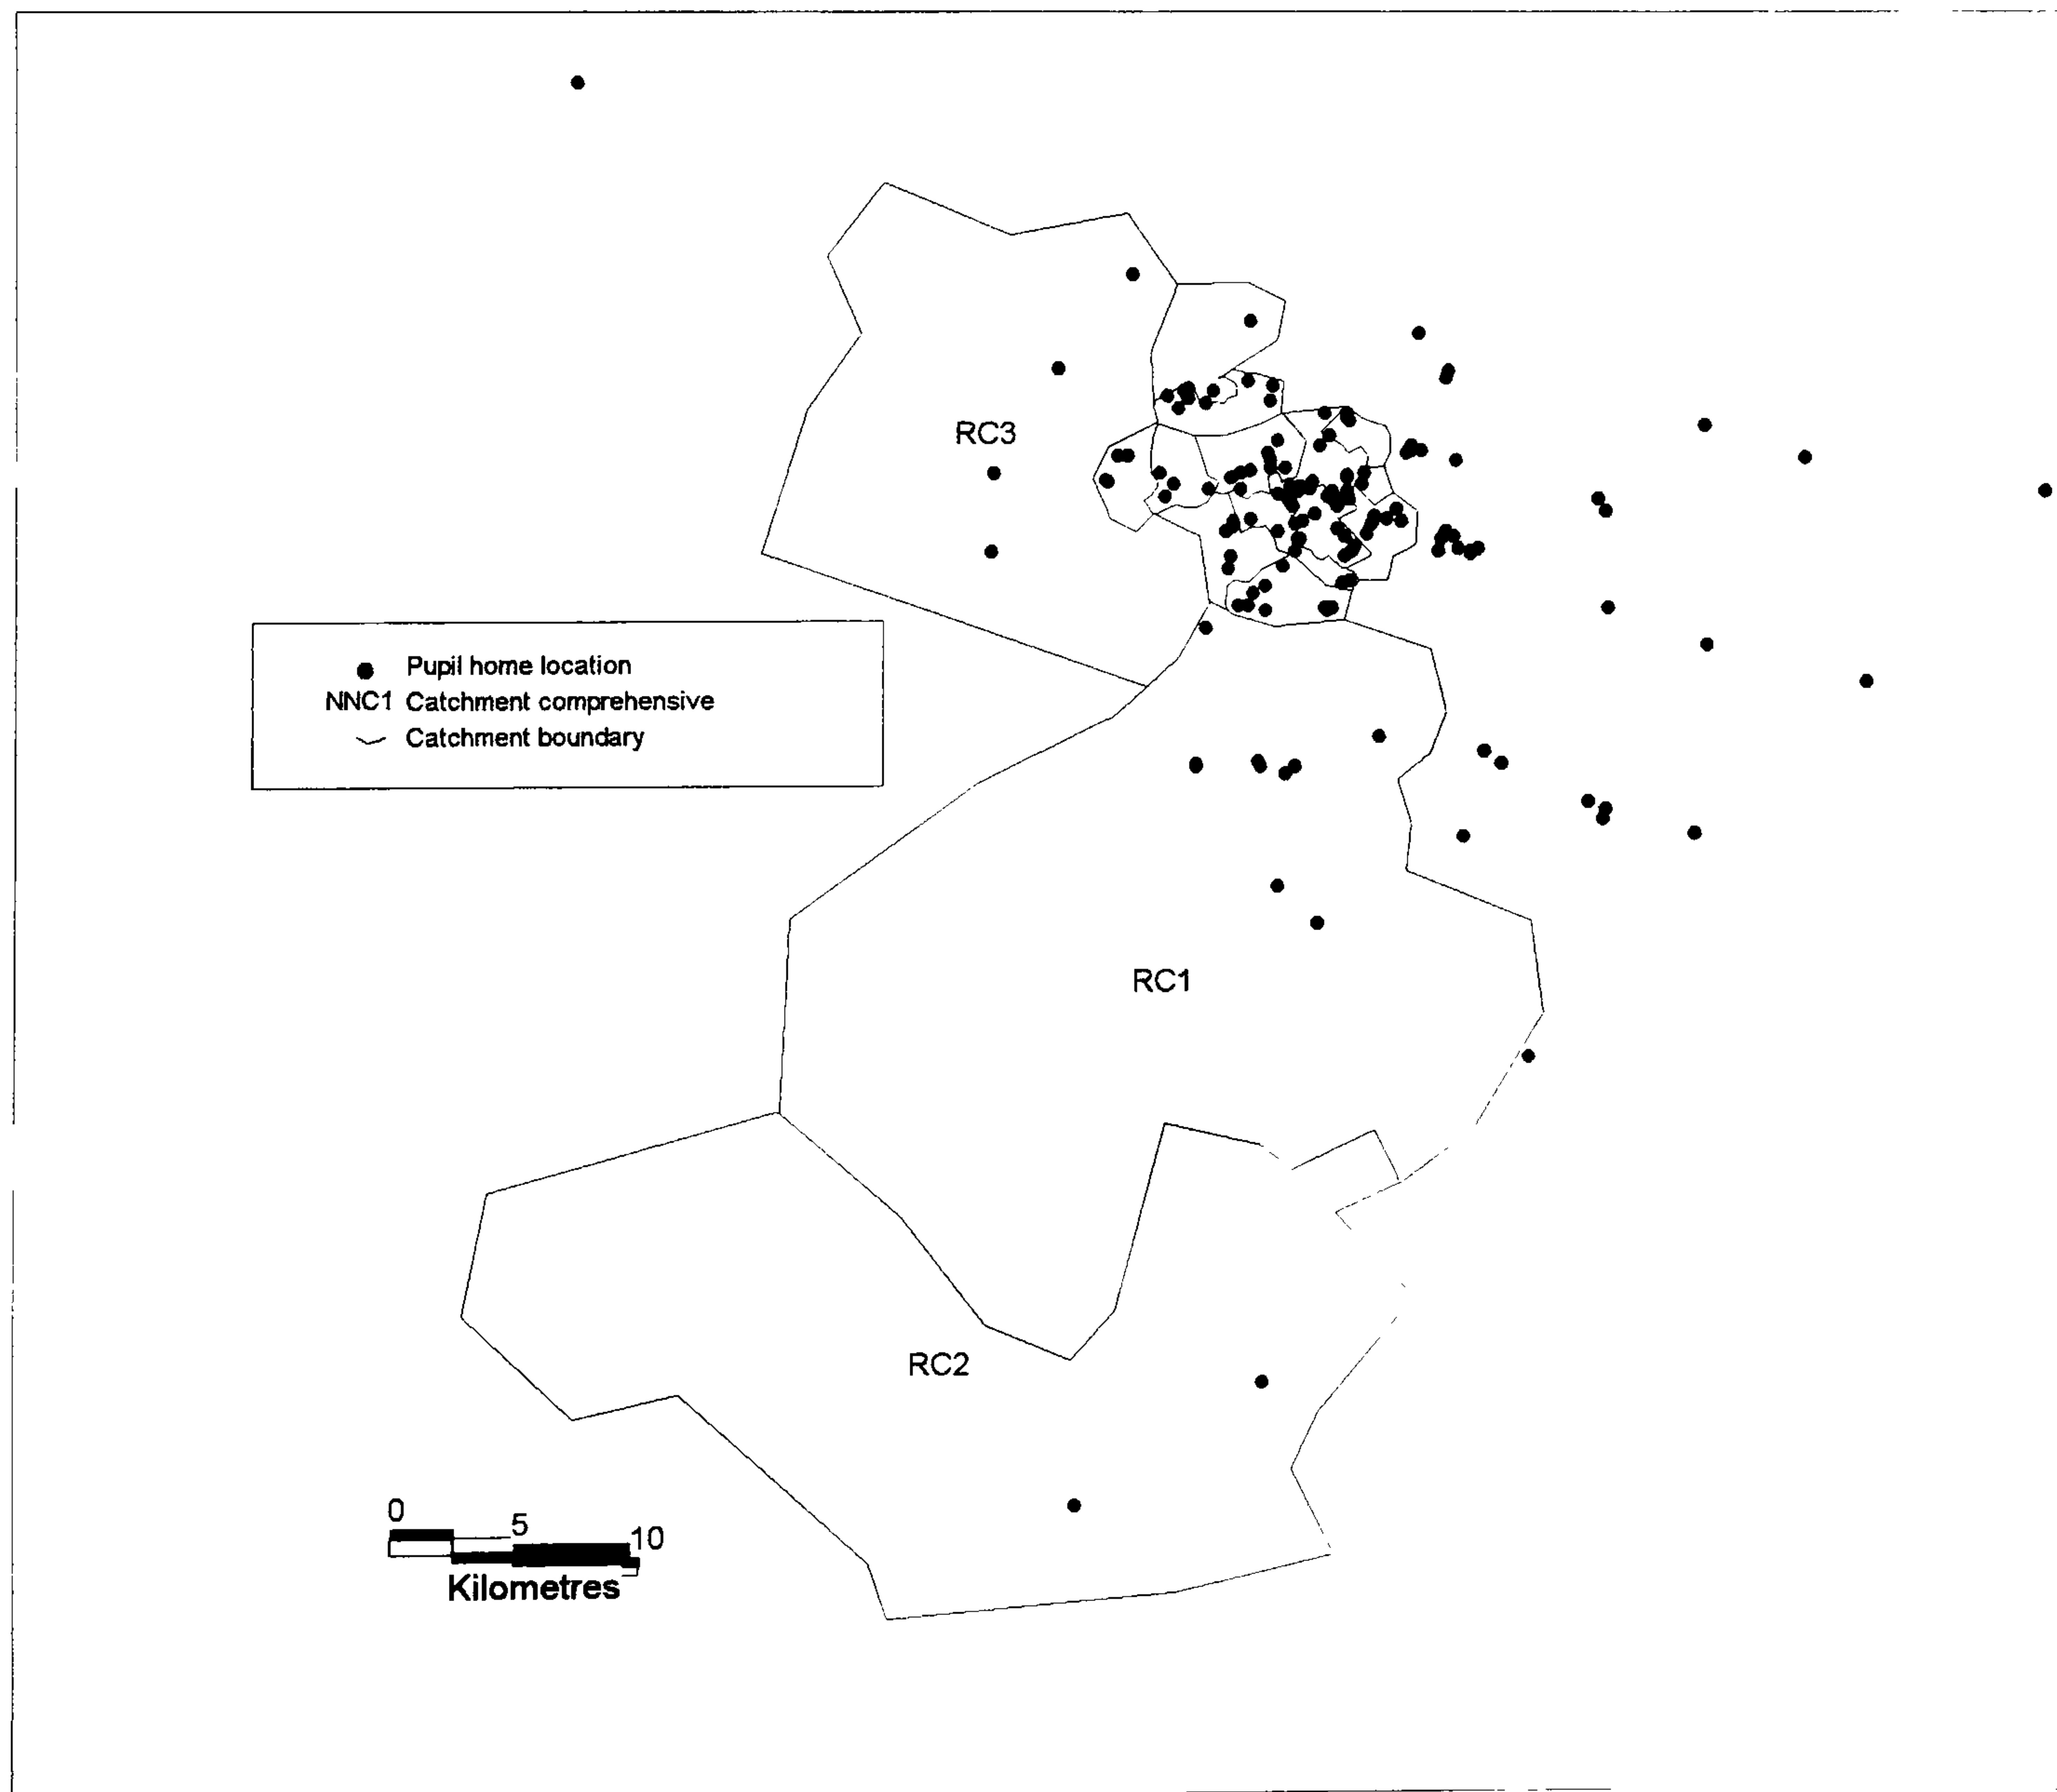 RC3
Pupil home location
NNC1 Catchment comprehensive
Catchment boundary
RC1
RC2
0 5 10
Kilometres